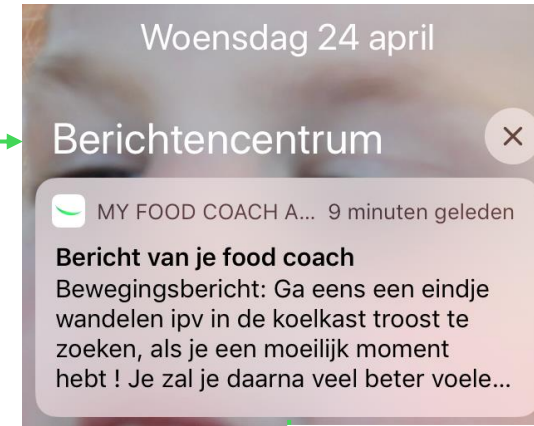 Woensdag 24 april
Berichtencentrum
MY FOOD COACH A... 9 minuten geleden
Bericht van je food coach
Bewegingsbericht: Ga eens een eindje
wandelen ipv in de koelkast troost te
zoeken, als je een moeilijk moment
hebt ! Je zal je daarna veel beter voele...